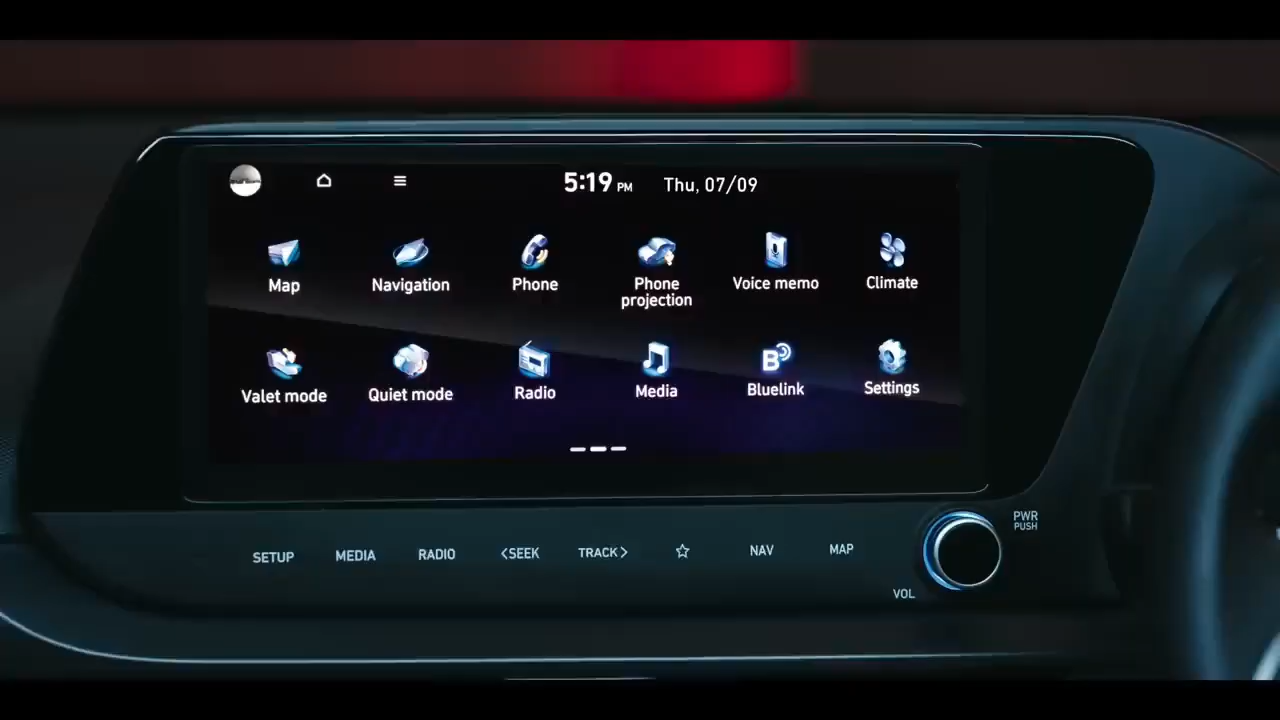 5:19 PM Thu, 07/09
Map Navigation Phone Phone projection Voice memo Climate
Valet mode Quiet mode Radio Media Bluelink Settings
SETUP MEDIA RADIO <SEEK TRACK> ☆ NAV MAP
PWR
PUSH
VOL